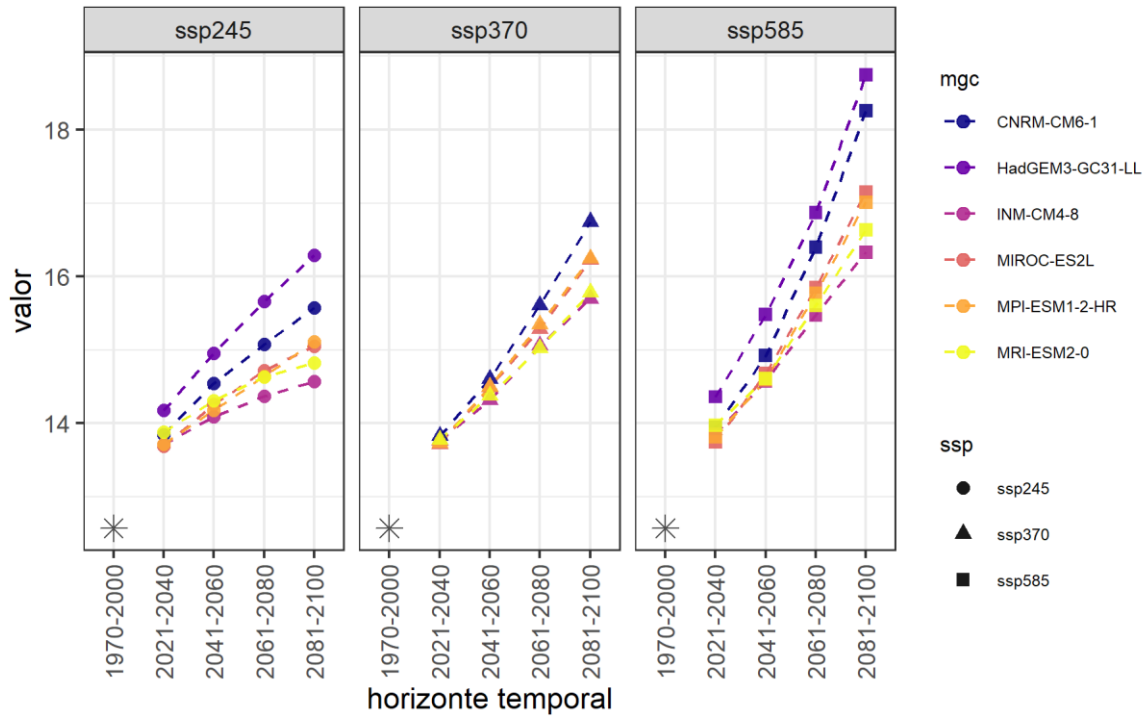 ssp245
ssp370
ssp585
valor
18
16
14
1970-2000
2021-2040
2041-2060
2061-2080
2081-2100
1970-2000
2021-2040
2041-2060
2061-2080
2081-2100
1970-2000
2021-2040
2041-2060
2061-2080
2081-2100
horizonte temporal
mgc
CNRM-CM6-1
HadGEM3-GC31-LL
INM-CM4-8
MIROC-ES2L
MPI-ESM1-2-HR
MRI-ESM2-0
ssp
ssp245
ssp370
ssp585